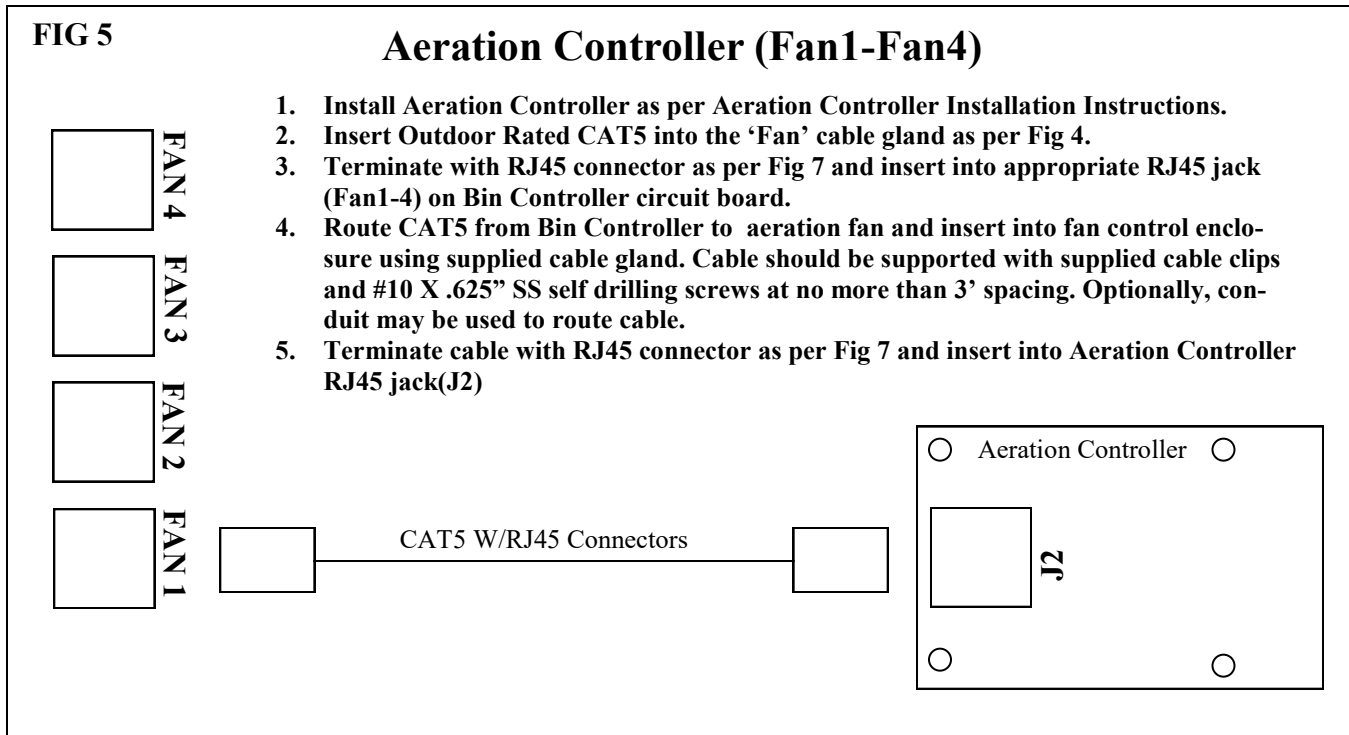 FIG 5
Aeration Controller (Fan1-Fan4)
1. Install Aeration Controller as per Aeration Controller Installation Instructions.
2. Insert Outdoor Rated CAT5 into the ‘Fan’ cable gland as per Fig 4.
3. Terminate with RJ45 connector as per Fig 7 and insert into appropriate RJ45 jack
(Fan1-4) on Bin Controller circuit board.
4. Route CAT5 from Bin Controller to aeration fan and insert into fan control enclo-
sure using supplied cable gland. Cable should be supported with supplied cable clips
and #10 X .625” SS self drilling screws at no more than 3’ spacing. Optionally, con-
duit may be used to route cable.
5. Terminate cable with RJ45 connector as per Fig 7 and insert into Aeration Controller
RJ45 jack(J2)
FAN 4
FAN 3
FAN 2
FAN 1
CAT5 W/RJ45 Connectors
Aeration Controller
J2